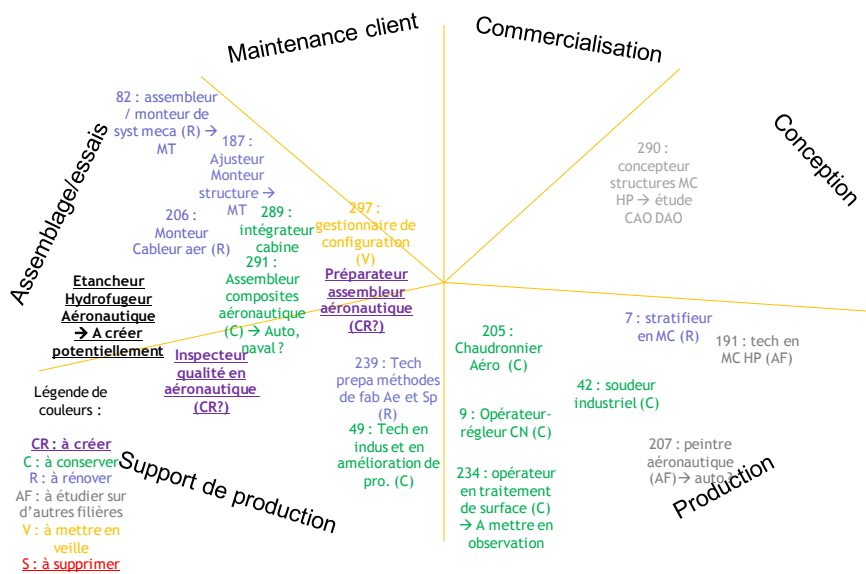 Maintenance client
Commercialisation
Conception
Assemblage/essais
82 : assembleur
/ monteur de
syst meca (R) →
MT
187 :
Ajusteur
Monteur
structure →
MT
206 :
Monteur
Cableur aer (R)
289 :
intégrateur
cabine
297 :
gestionnaire de
configuration
(V)
290 :
concepteur
structures MC
HP → étude
CAO DAO
Etancheur
Hydrofugeur
Aéronautique
→ A créer
potentiellement
291 :
Assembleur
composites
aéronautique
(C) → Auto,
naval ?
Préparateur
assembleur
aéronautique
(CR?)
Inspecteur
qualité en
aéronautique
(CR?)
239 : Tech
prepa méthodes
de fab Ae et Sp
(R)
49 : Tech en
indus et en
amélioration de
pro. (C)
205 :
Chaudronnier
Aéro (C)
9 : Opérateur-
régleur CN (C)
234 : opérateur
en traitement
de surface (C)
→ A mettre en
observation
7 : stratifieur
en MC (R)
191 : tech en
MC HP (AF)
42 : soudeur
industriel (C)
207 : peintre
aéronautique
(AF)→ auto ?
Support de production
Production
Légende de
couleurs :
CR : à créer
C : à conserver
R : à rénover
AF : à étudier sur
d'autres filières
V : à mettre en
veille
S : à supprimer